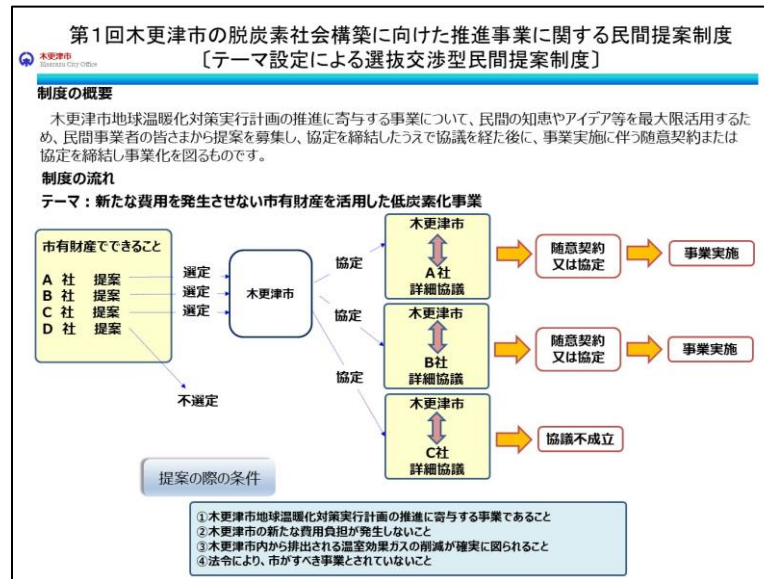 第1回木更津市の脱炭素社会構築に向けた推進事業に関する民間提案制度
〔テーマ設定による選抜交渉型民間提案制度〕
木更津市
Kisarazu City Office
制度の概要
木更津市地球温暖化対策実行計画の推進に寄与する事業について、民間の知恵やアイデア等を最大限活用するた
め、民間事業者の皆さまから提案を募集し、協定を締結したうえで協議を経た後に、事業実施に伴う随意契約または
協定を締結し事業化を図るものです。
制度の流れ
テーマ：新たな費用を発生させない市有財産を活用した低炭素化事業
市有財産でできること
A 社 提案
B 社 提案
C 社 提案
D 社 提案
選定
選定
選定
不選定
木更津市
協定
協定
協定
木更津市
A社
詳細協議
随意契約
又は協定
事業実施
木更津市
B社
詳細協議
随意契約
又は協定
事業実施
木更津市
C社
詳細協議
協議不成立
提案の際の条件
①木更津市地球温暖化対策実行計画の推進に寄与する事業であること
②木更津市の新たな費用負担が発生しないこと
③木更津市内から排出される温室効果ガスの削減が確実に図られること
④法令により、市がすべき事業とされていないこと